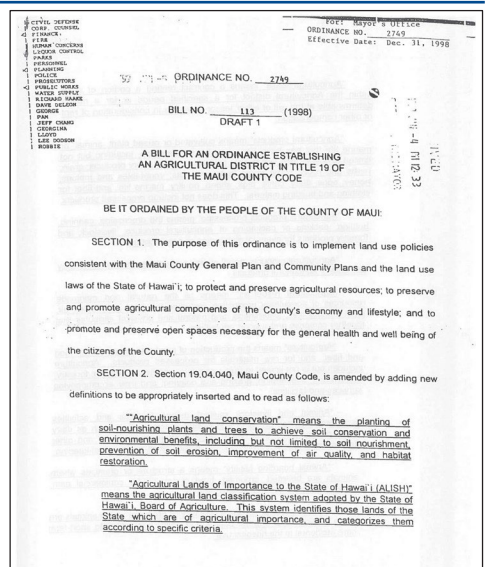 CIVIL DEFENSE
CORP. COUNSEL
FINANCE
FIRE
HUMAN CONCERNS
LIQUOR CONTROL
PARKS
PERSONNEL
PLANNING
POLICE
PROSECUTORS
PUBLIC WORKS
WATER SUPPLY
RICHARD HAAKE
DAVE DELEON
GEORGE
PAM
JEFF CHANG
GEORGINA
LLOYD
LEE DODSON
ROBBIE
For: Mayor's Office
ORDINANCE NO. 2749
Effective Date: Dec. 31, 1998
ORDINANCE NO. 2749
BILL NO. 113 (1998)
DRAFT 1
A BILL FOR AN ORDINANCE ESTABLISHING
AN AGRICULTURAL DISTRICT IN TITLE 19 OF
THE MAUI COUNTY CODE
BE IT ORDAINED BY THE PEOPLE OF THE COUNTY OF MAUI:
SECTION 1. The purpose of this ordinance is to implement land use policies
consistent with the Maui County General Plan and Community Plans and the land use
laws of the State of Hawai`i; to protect and preserve agricultural resources; to preserve
and promote agricultural components of the County's economy and lifestyle; and to
promote and preserve open spaces necessary for the general health and well being of
the citizens of the County.
SECTION 2. Section 19.04.040, Maui County Code, is amended by adding new
definitions to be appropriately inserted and to read as follows:
""Agricultural land conservation" means the planting of
soil-nourishing plants and trees to achieve soil conservation and
environmental benefits, including but not limited to soil nourishment,
prevention of soil erosion, improvement of air quality, and habitat
restoration.
"Agricultural Lands of Importance to the State of Hawai`i (ALISH)"
means the agricultural land classification system adopted by the State of
Hawai`i, Board of Agriculture. This system identifies those lands of the
State which are of agricultural importance, and categorizes them
according to specific criteria.